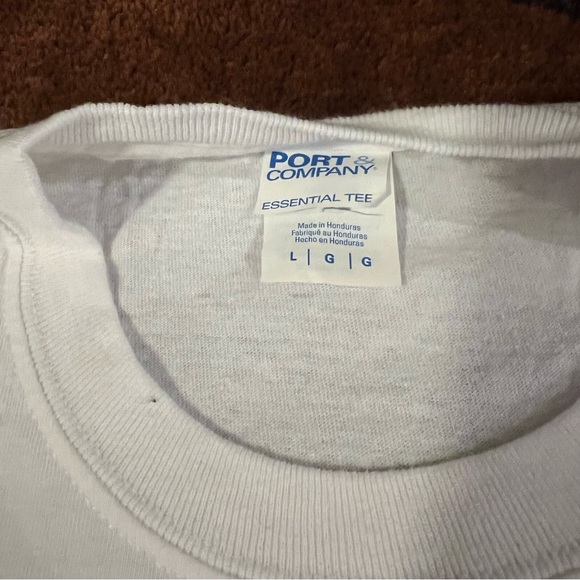 PORT &
COMPANY®
ESSENTIAL TEE
Made in Honduras
Fabriqué au Honduras
Hecho en Honduras
L | G | G